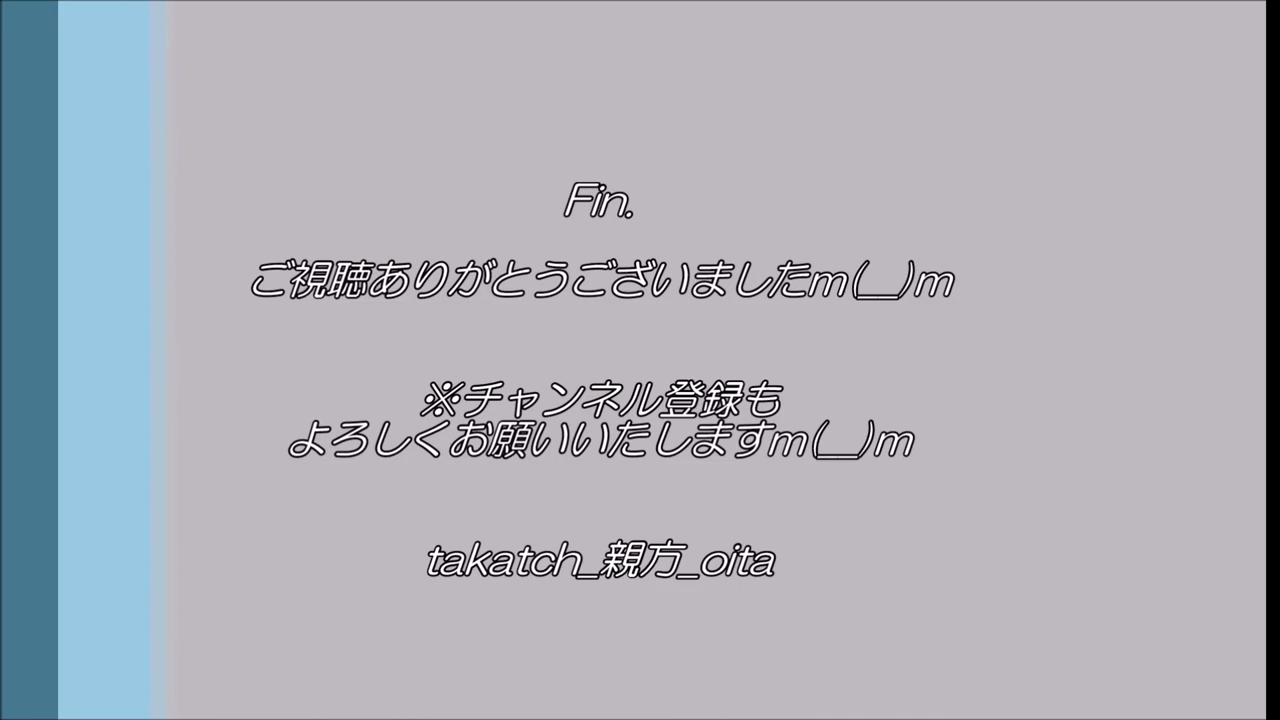 Fin.
ご視聴ありがとうございましたm(__)m
※チャンネル登録も
よろしくお願いいたしますm(__)m
takatch_親方_oita